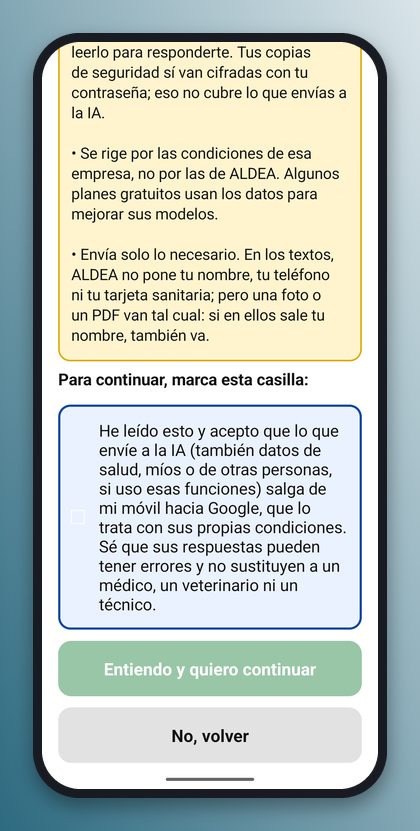 leerlo para responderte. Tus copias
de seguridad sí van cifradas con tu
contraseña; eso no cubre lo que envías a
la IA.
• Se rige por las condiciones de esa
empresa, no por las de ALDEA. Algunos
planes gratuitos usan los datos para
mejorar sus modelos.
• Envía solo lo necesario. En los textos,
ALDEA no pone tu nombre, tu teléfono
ni tu tarjeta sanitaria; pero una foto o
un PDF van tal cual: si en ellos sale tu
nombre, también va.
Para continuar, marca esta casilla:
He leído esto y acepto que lo que
envíe a la IA (también datos de
salud, míos o de otras personas,
si uso esas funciones) salga de
mi móvil hacia Google, que lo
trata con sus propias condiciones.
Sé que sus respuestas pueden
tener errores y no sustituyen a un
médico, un veterinario ni un
técnico.
Entiendo y quiero continuar
No, volver